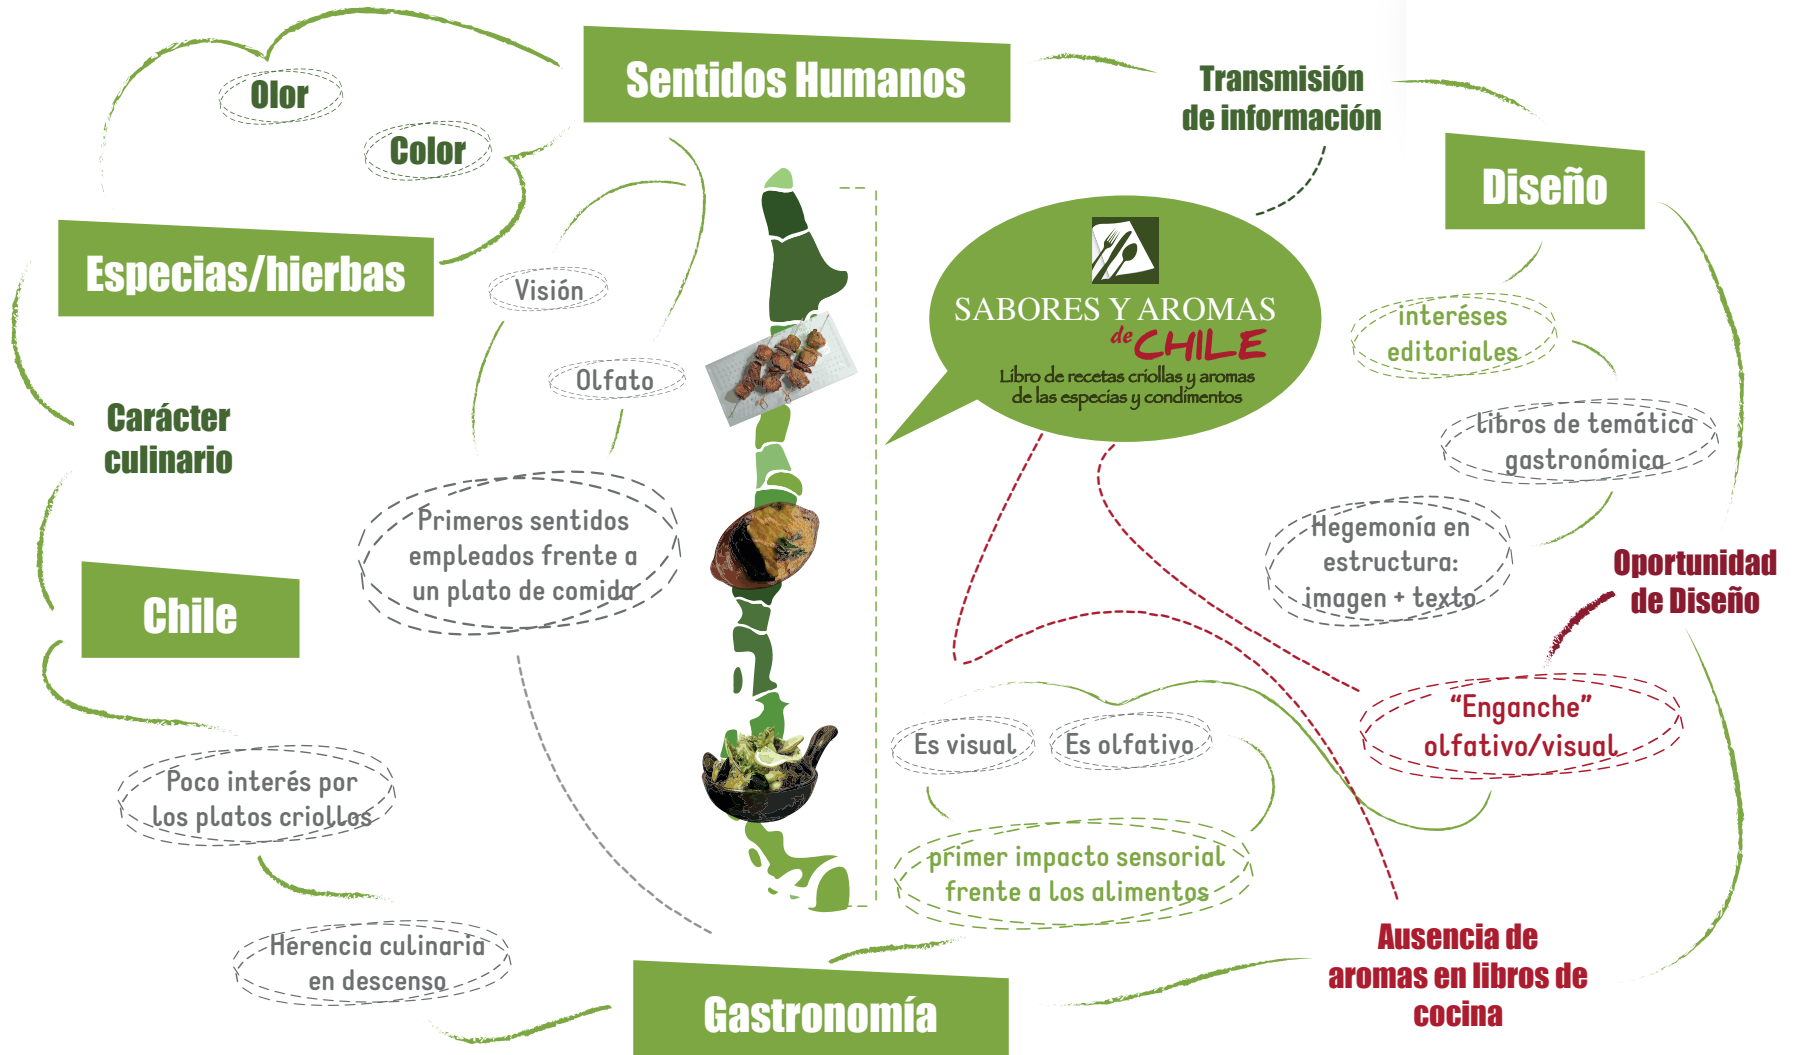 Sentidos Humanos
Olor
Color
Transmisión
de información
Diseño
Especias/hierbas
Visión
Olfato
SABORES Y AROMAS
de CHILE
Libro de recetas criollas y aromas
de las especias y condimentos
interéses
editoriales
libros de temática
gastronómica
Carácter
culinario
Primeros sentidos
empleados frente a
un plato de comida
Hegemonía en
estructura:
imagen + texto
Oportunidad
de Diseño
Chile
"Enganche"
olfativo/visual
Es visual
Es olfativo
Poco interés por
los platos criollos
primer impacto sensorial
frente a los alimentos
Herencia culinaria
en descenso
Ausencia de
aromas en libros de
cocina
Gastronomía